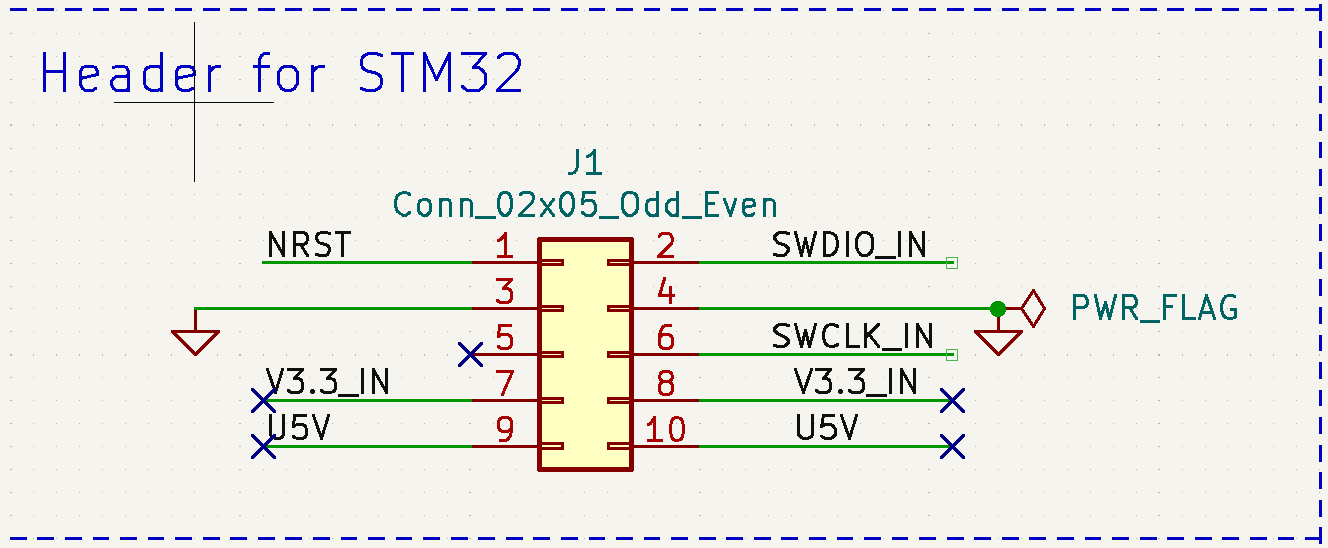 Header for STM32
J1
Conn_02x05_Odd_Even
NRST 1 2 SWDIO_IN
3 4 PWR_FLAG
5 6 SWCLK_IN
V3.3_IN 7 8 V3.3_IN
U5V 9 10 U5V